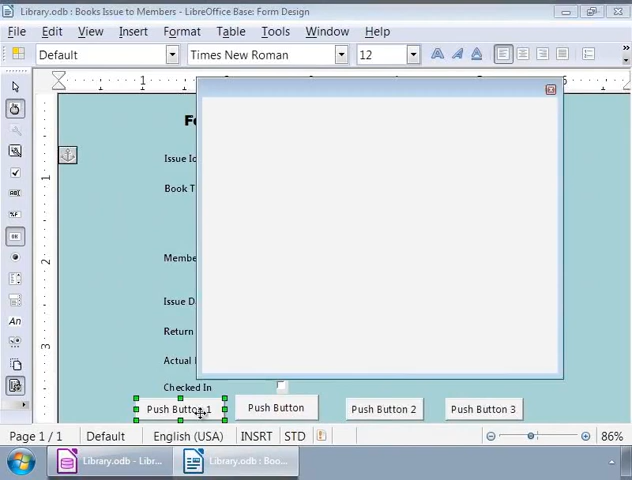 Library.odb : Books Issue to Members - LibreOffice Base: Form Design
File Edit View Insert Format Table Tools Window Help
Default Times New Roman 12
1
Issue
Book T
1
Membe
2
Issue D
Return
3
Actual
Checked In
Push Button 1 Push Button Push Button 2 Push Button 3
Page 1 / 1 Default English (USA) INSRT STD 86%
Library.odb - Libr... Library.odb : Boo...